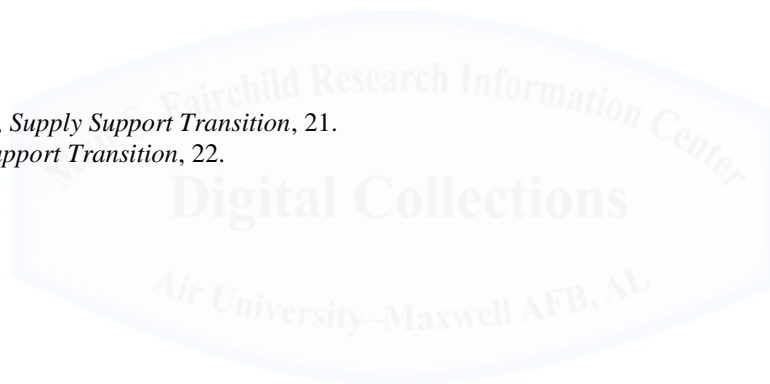 Fairchild Research Information Center
, Supply Support Transition, 21.
pport Transition, 22.
Digital Collections
Air University–Maxwell AFB, AL